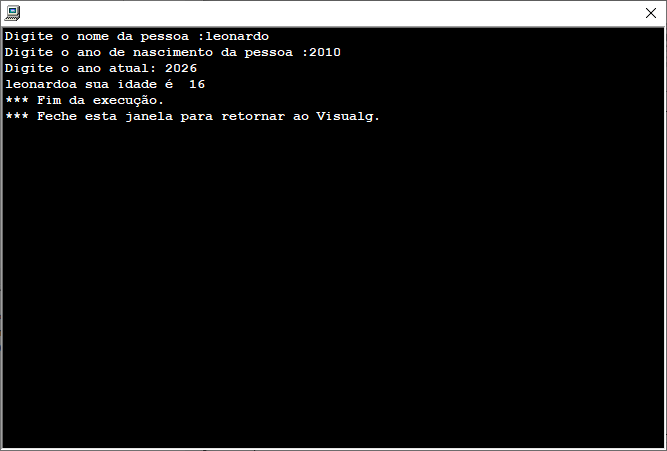 Digite o nome da pessoa :leonardo
Digite o ano de nascimento da pessoa :2010
Digite o ano atual: 2026
leonardoa sua idade é  16
*** Fim da execução.
*** Feche esta janela para retornar ao Visualg.